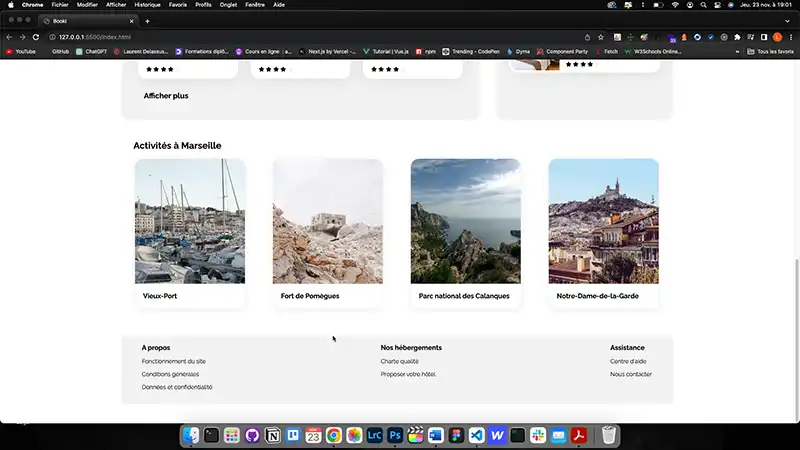 Chrome Fichier Modifier Afficher Historique Favoris Profils Onglet Fenêtre Aide Jeu. 23 nov. à 19:01
Booki
127.0.0.1:5500/index.html
YouTube GitHub ChatGPT Laurent Delassus... Formations diplô... Cours en ligne : a... Next.js by Vercel -... Tutorial | Vue.js npm Trending - CodePen Dyma Component Party Fetch W3Schools Online... Tous les favoris
Afficher plus
Activités à Marseille
Vieux-Port
Fort de Pomègues
Parc national des Calanques
Notre-Dame-de-la-Garde
A propos
Fonctionnement du site
Conditions générales
Données et confidentialité
Nos hébergements
Charte qualité
Proposer votre hôtel
Assistance
Centre d'aide
Nous contacter